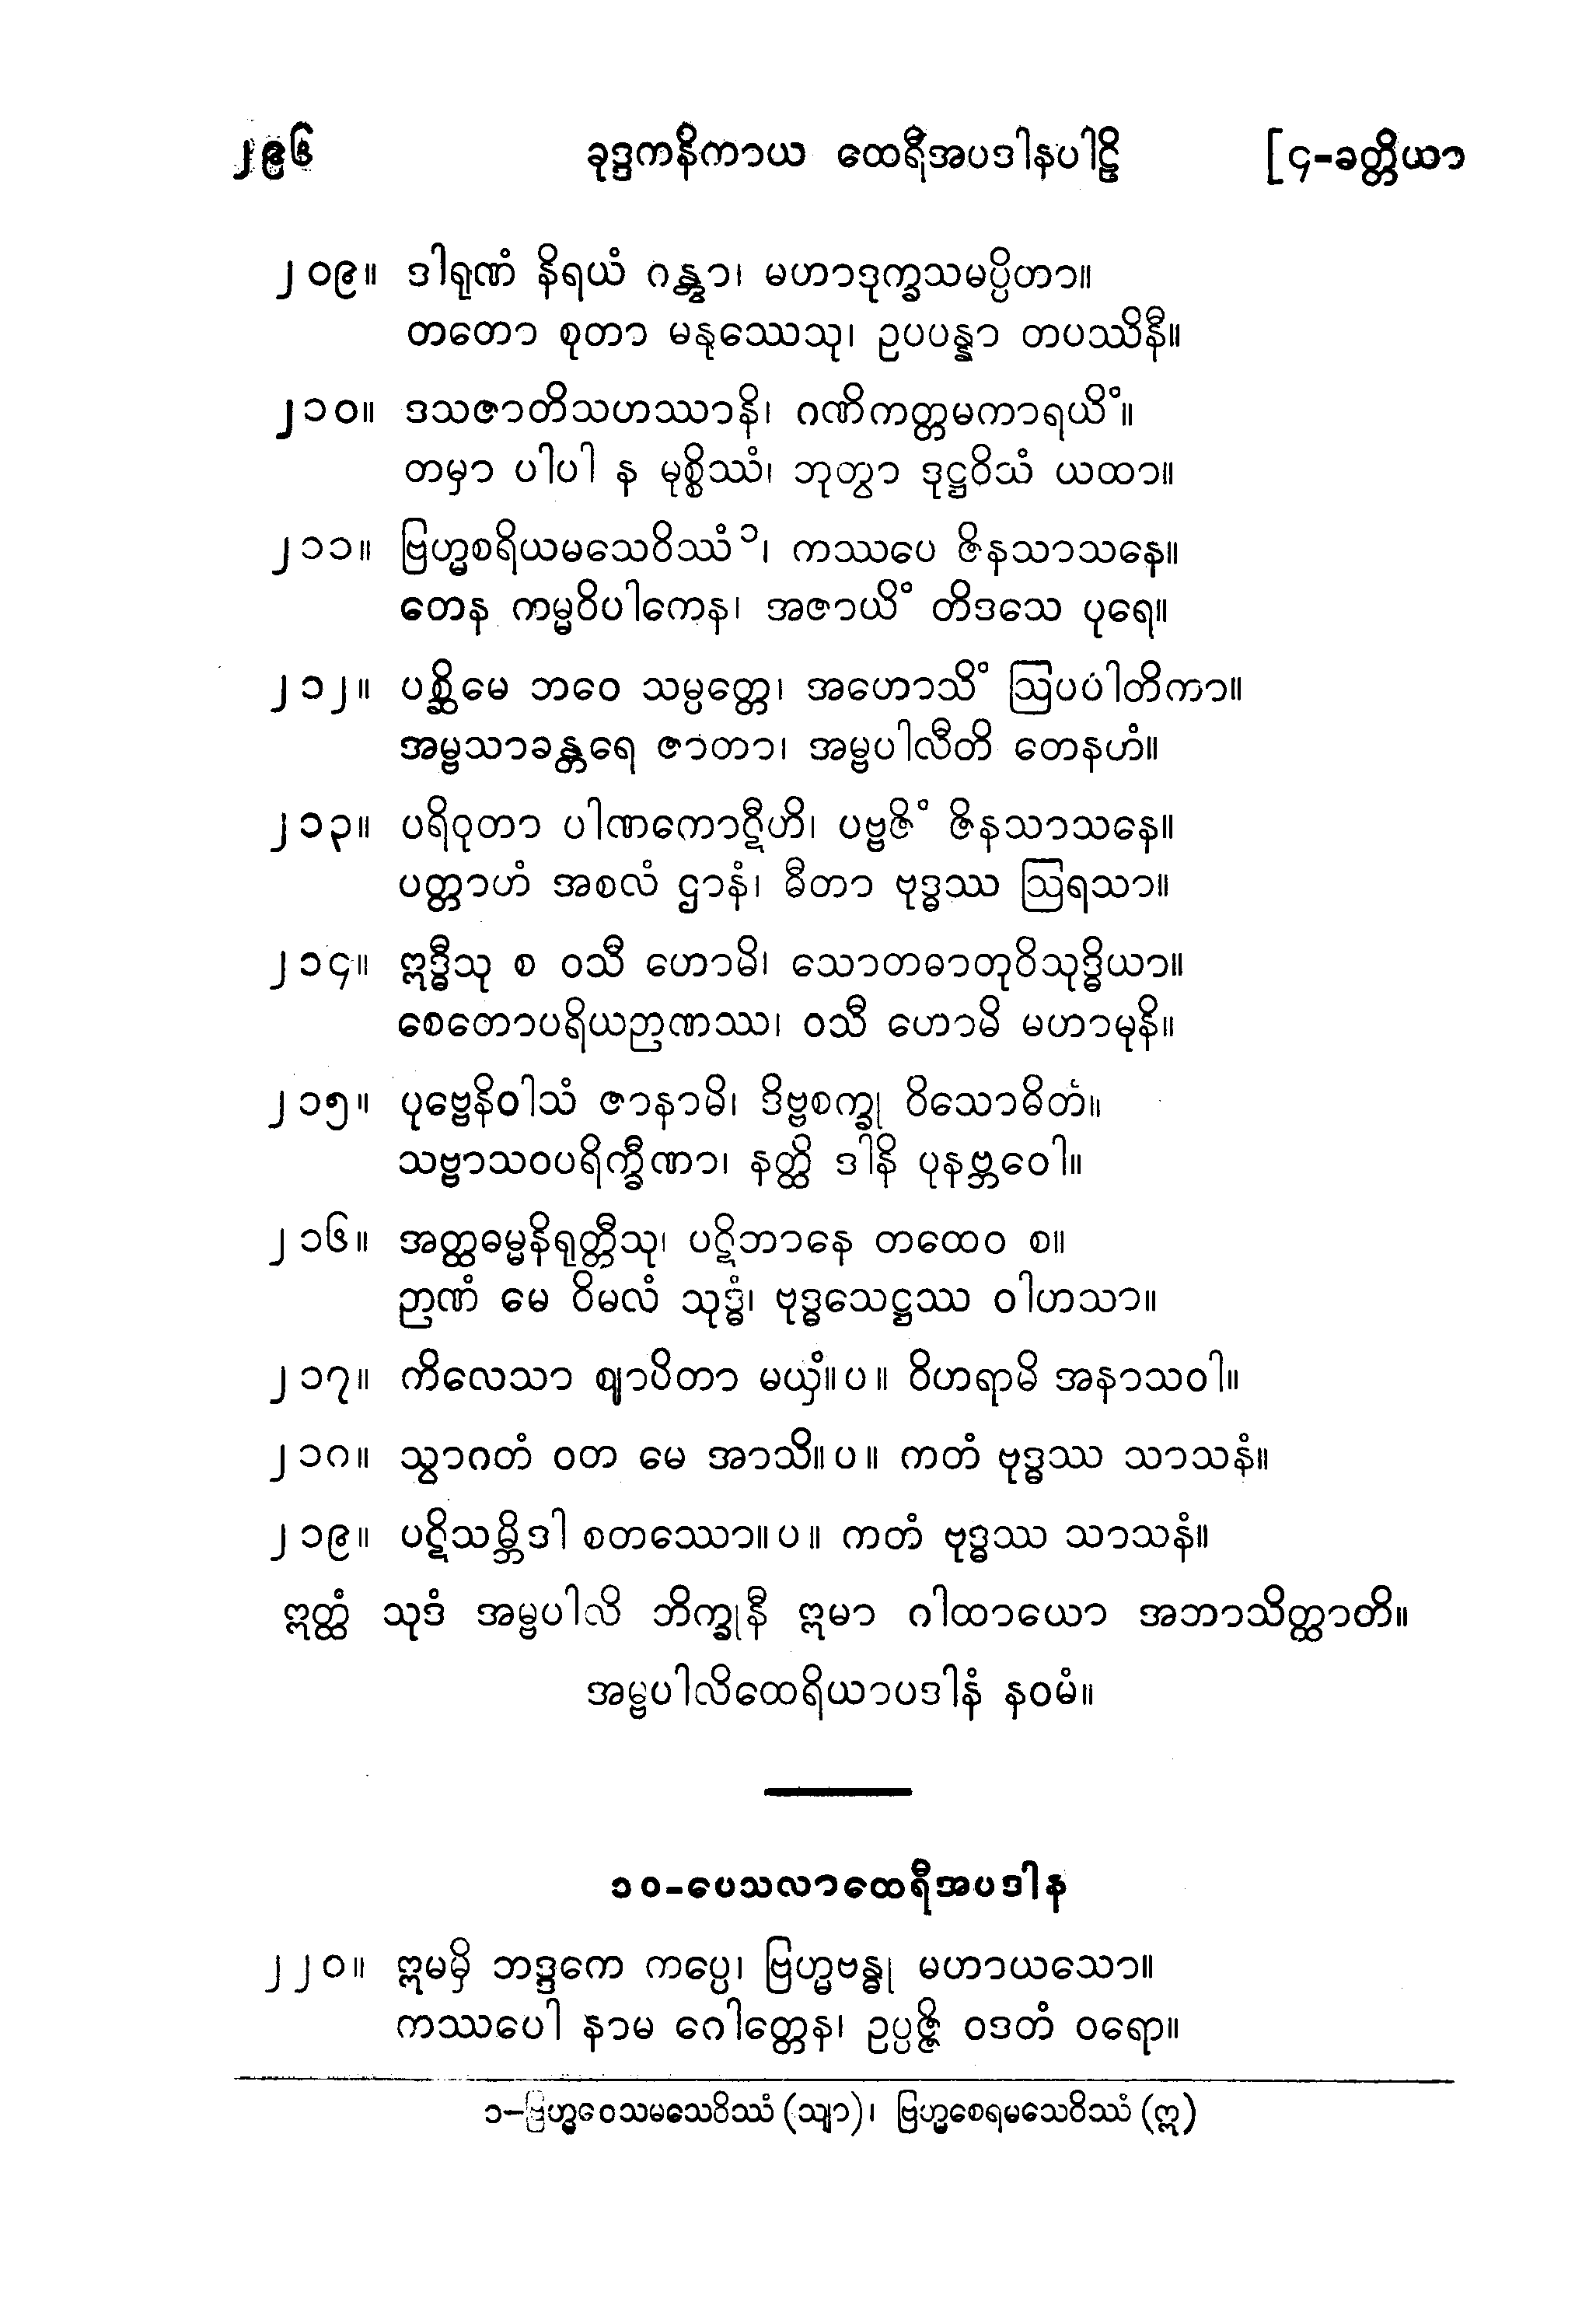 ၂၉၆ ခုဒ္ဒကနိကာယ ထေရီအပဒါနပါဠိ [၄-ခတ္တိယာ
၂၀၉။ ဒါရုဏံ နိရယံ ဂန္တွာ၊ မဟာဒုက္ခသမပ္ပိတာ။
တတော စုတာ မနုဿေသု၊ ဥပပန္နာ တပဿိနီ။
၂၁၀။ ဒသဇာတိသဟဿာနိ၊ ဂဏိကတ္တမကာရယိံ။
တမှာ ပါပါ န မုစ္စိဿံ၊ ဘုတွာ ဒုဋ္ဌဝိသံ ယထာ။
၂၁၁။ ဗြဟ္မစရိယမသေဝိဿံ၁၊ ကဿပေ ဇိနသာသနေ။
တေန ကမ္မဝိပါကေန၊ အဇာယိံ တိဒသေ ပုရေ။
၂၁၂။ ပစ္ဆိမေ ဘဝေ သမ္ပတ္တေ၊ အဟောသိံ ဩပပါတိကာ။
အမ္ဗသာခန္တရေ ဇာတာ၊ အမ္ဗပါလီတိ တေနဟံ။
၂၁၃။ ပရိဝုတာ ပါဏကောဋီဟိ၊ ပဗ္ဗဇိံ ဇိနသာသနေ။
ပတ္တာဟံ အစလံ ဌာနံ၊ ဓီတာ ဗုဒ္ဓဿ ဩရသာ။
၂၁၄။ ဣဒ္ဓီသု စ ဝသီ ဟောမိ၊ သောတဓာတုဝိသုဒ္ဓိယာ။
စေတောပရိယဉာဏဿ၊ ဝသီ ဟောမိ မဟာမုနိ။
၂၁၅။ ပုဗ္ဗေနိဝါသံ ဇာနာမိ၊ ဒိဗ္ဗစက္ခု ဝိသောဓိတံ။
သဗ္ဗာသဝပရိက္ခီဏာ၊ နတ္ထိ ဒါနိ ပုနဗ္ဘဝေါ။
၂၁၆။ အတ္ထဓမ္မနိရုတ္တီသု၊ ပဋိဘာနေ တထေဝ စ။
ဉာဏံ မေ ဝိမလံ သုဒ္ဓံ၊ ဗုဒ္ဓသေဋ္ဌဿ ဝါဟသာ။
၂၁၇။ ကိလေသာ ဈာပိတာ မယှံ။ပ။ ဝိဟရာမိ အနာသဝါ။
၂၁၈။ သွာဂတံ ဝတ မေ အာသိ။ပ။ ကတံ ဗုဒ္ဓဿ သာသနံ။
၂၁၉။ ပဋိသမ္ဘိဒါ စတဿော။ပ။ ကတံ ဗုဒ္ဓဿ သာသနံ။
ဣတ္ထံ သုဒံ အမ္ဗပါလိ ဘိက္ခုနီ ဣမာ ဂါထာယော အဘာသိတ္ထာတိ။
အမ္ဗပါလိထေရိယာပဒါနံ နဝမံ။
၁၀-ပေသလာထေရီအပဒါန
၂၂၀။ ဣမမှိ ဘဒ္ဒကေ ကပ္ပေ၊ ဗြဟ္မဗန္ဓု မဟာယသော။
ကဿပေါ နာမ ဂေါတ္တေန၊ ဥပ္ပဇ္ဇိ ဝဒတံ ဝရော။
၁-ဗြဟ္မဝေသမသေဝိဿံ (သျာ)၊ ဗြဟ္မစေရမသေဝိဿံ (ဣ)